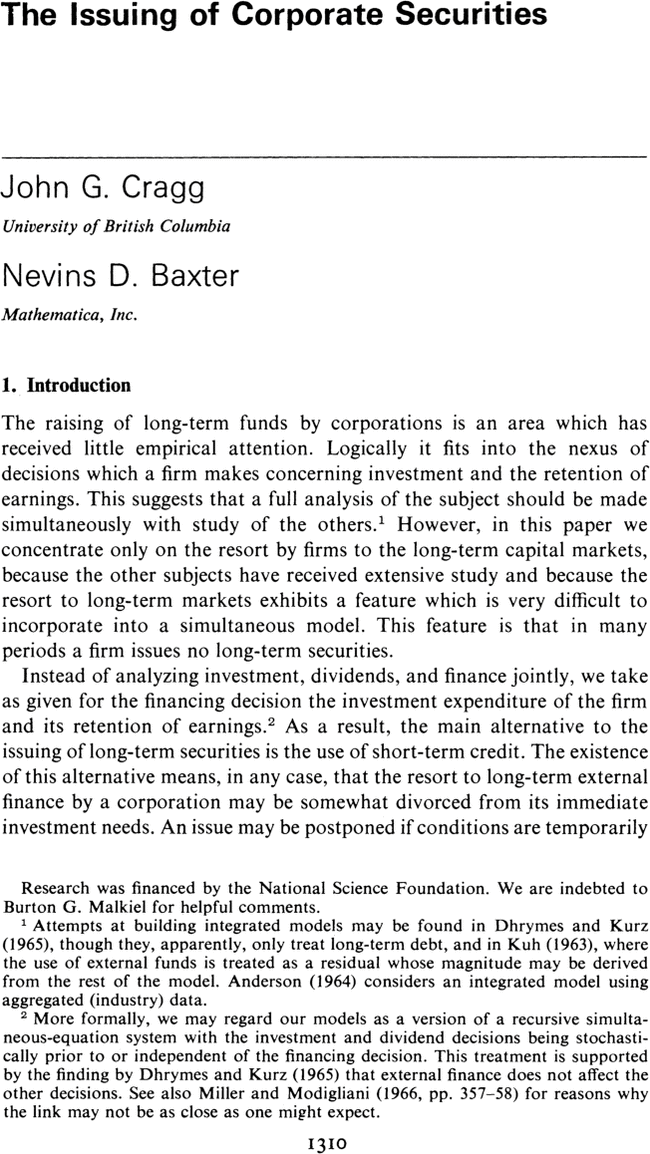 The Issuing of Corporate Securities
John G. Cragg
University of British Columbia
Nevins D. Baxter
Mathematica, Inc.
1. Introduction
The raising of long-term funds by corporations is an area which has
received little empirical attention. Logically it fits into the nexus of
decisions which a firm makes concerning investment and the retention of
earnings. This suggests that a full analysis of the subject should be made
simultaneously with study of the others.¹ However, in this paper we
concentrate only on the resort by firms to the long-term capital markets,
because the other subjects have received extensive study and because the
resort to long-term markets exhibits a feature which is very difficult to
incorporate into a simultaneous model. This feature is that in many
periods a firm issues no long-term securities.
Instead of analyzing investment, dividends, and finance jointly, we take
as given for the financing decision the investment expenditure of the firm
and its retention of earnings.² As a result, the main alternative to the
issuing of long-term securities is the use of short-term credit. The existence
of this alternative means, in any case, that the resort to long-term external
finance by a corporation may be somewhat divorced from its immediate
investment needs. An issue may be postponed if conditions are temporarily
Research was financed by the National Science Foundation. We are indebted to
Burton G. Malkiel for helpful comments.
¹ Attempts at building integrated models may be found in Dhrymes and Kurz
(1965), though they, apparently, only treat long-term debt, and in Kuh (1963), where
the use of external funds is treated as a residual whose magnitude may be derived
from the rest of the model. Anderson (1964) considers an integrated model using
aggregated (industry) data.
² More formally, we may regard our models as a version of a recursive simulta-
neous-equation system with the investment and dividend decisions being stochasti-
cally prior to or independent of the financing decision. This treatment is supported
by the finding by Dhrymes and Kurz (1965) that external finance does not affect the
other decisions. See also Miller and Modigliani (1966, pp. 357–58) for reasons why
the link may not be as close as one might expect.
1310